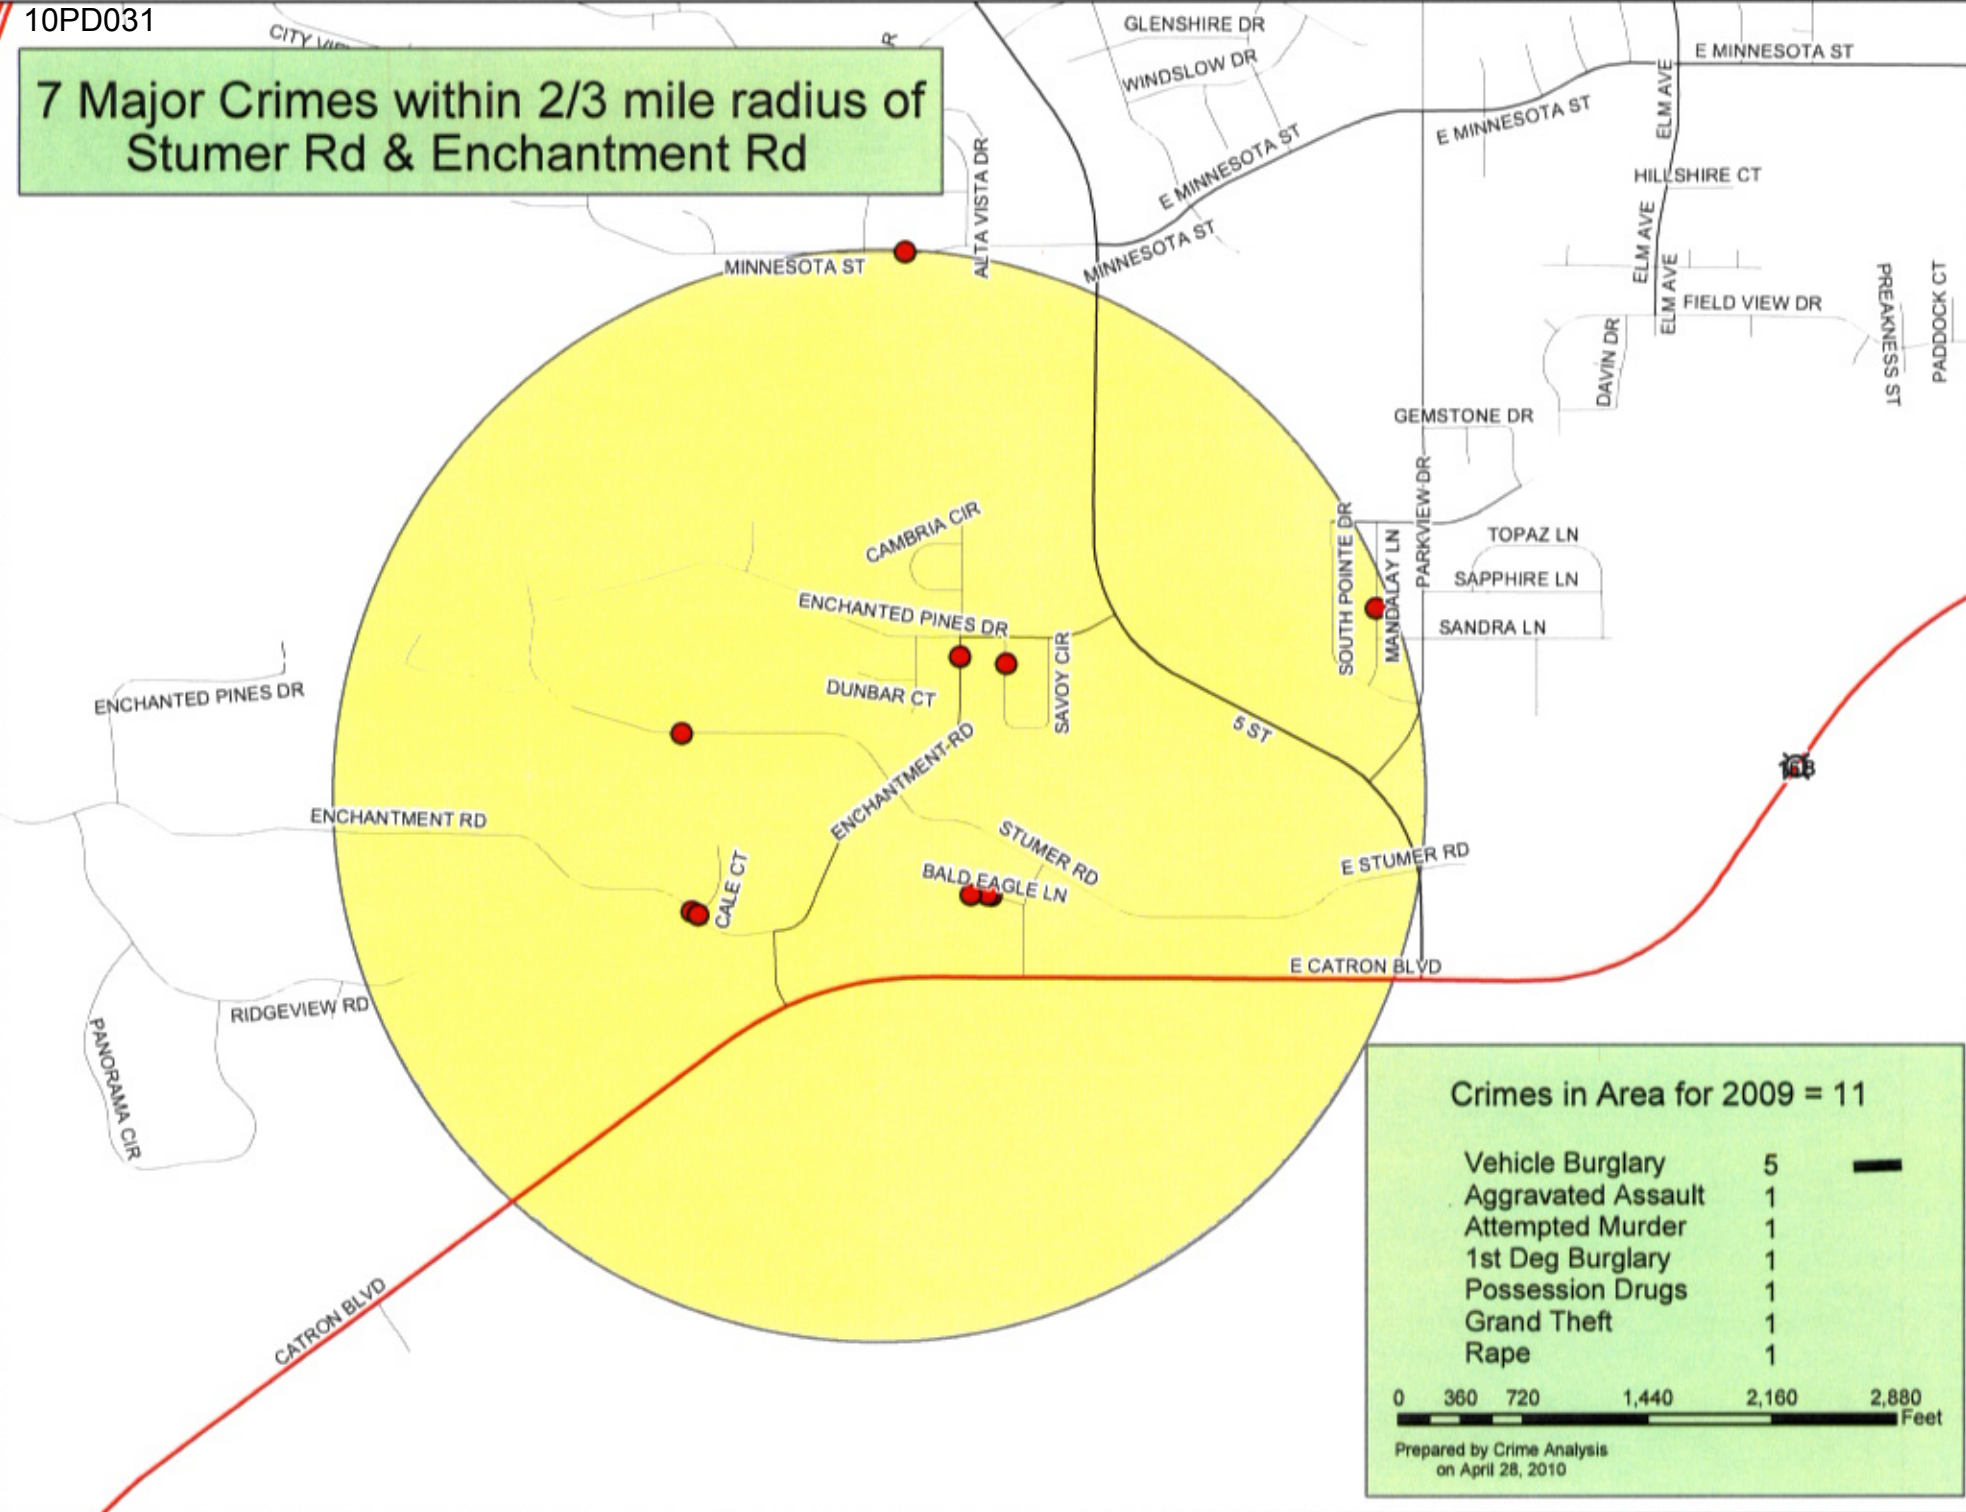 10PD031
7 Major Crimes within 2/3 mile radius of
Stumer Rd & Enchantment Rd
GLENSHIRE DR
WINDSLOW DR
E MINNESOTA ST
E MINNESOTA ST
E MINNESOTA ST
ELM AVE
HILLSHIRE CT
ELM AVE
ELM AVE
ALTA VISTA DR
MINNESOTA ST
MINNESOTA ST
FIELD VIEW DR
DAVIN DR
PREAKNESS ST
PADDOCK CT
GEMSTONE DR
PARKVIEW DR
SOUTH POINTE DR
MANDALAY LN
TOPAZ LN
SAPPHIRE LN
SANDRA LN
CAMBRIA CIR
ENCHANTED PINES DR
SAVOY CIR
DUNBAR CT
ENCHANTED PINES DR
5 ST
ENCHANTMENT RD
ENCHANTMENT RD
STUMER RD
E STUMER RD
BALD EAGLE LN
CALE CT
E CATRON BLVD
RIDGEVIEW RD
PANORAMA CIR
CATRON BLVD
Crimes in Area for 2009 = 11
Vehicle Burglary 5
Aggravated Assault 1
Attempted Murder 1
1st Deg Burglary 1
Possession Drugs 1
Grand Theft 1
Rape 1
0 360 720 1,440 2,160 2,880
Feet
Prepared by Crime Analysis
on April 28, 2010